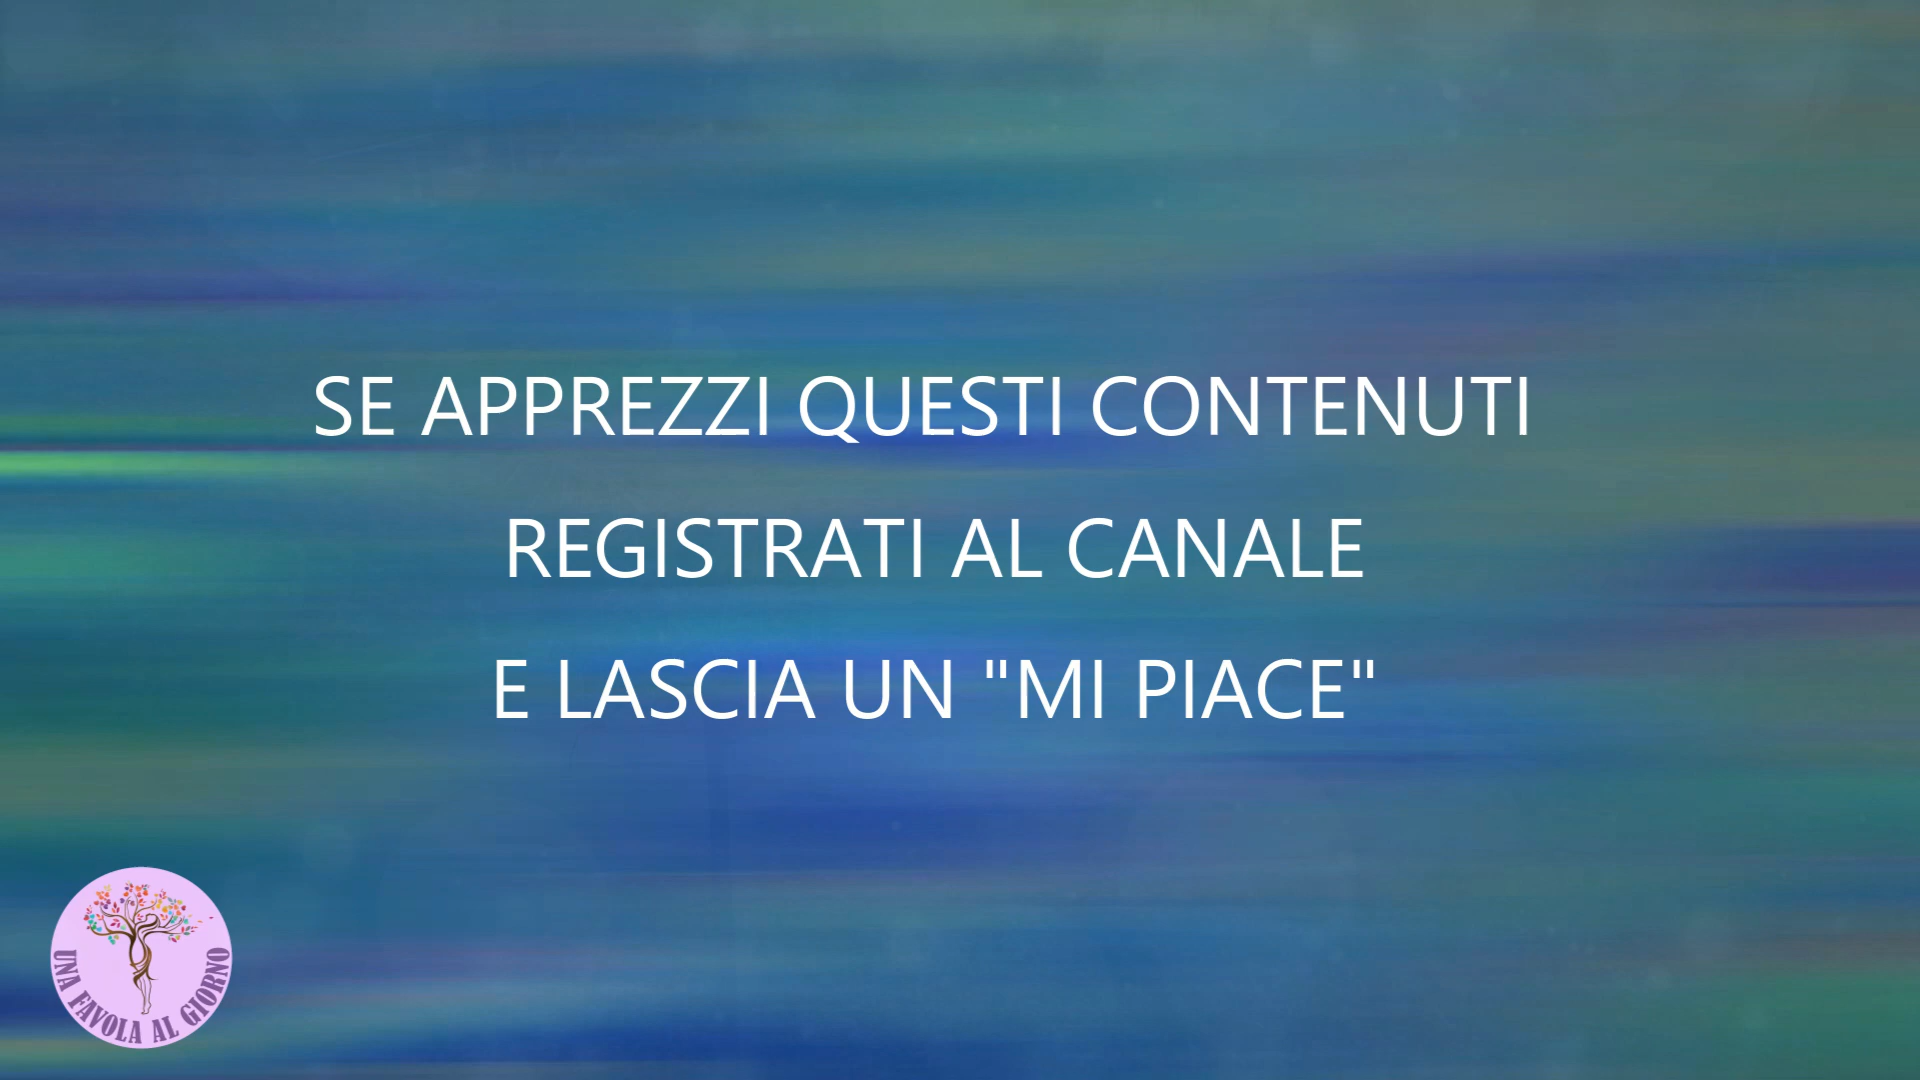 SE APPREZZI QUESTI CONTENUTI
REGISTRATI AL CANALE
E LASCIA UN "MI PIACE"
UNA FAVOLA AL GIORNO